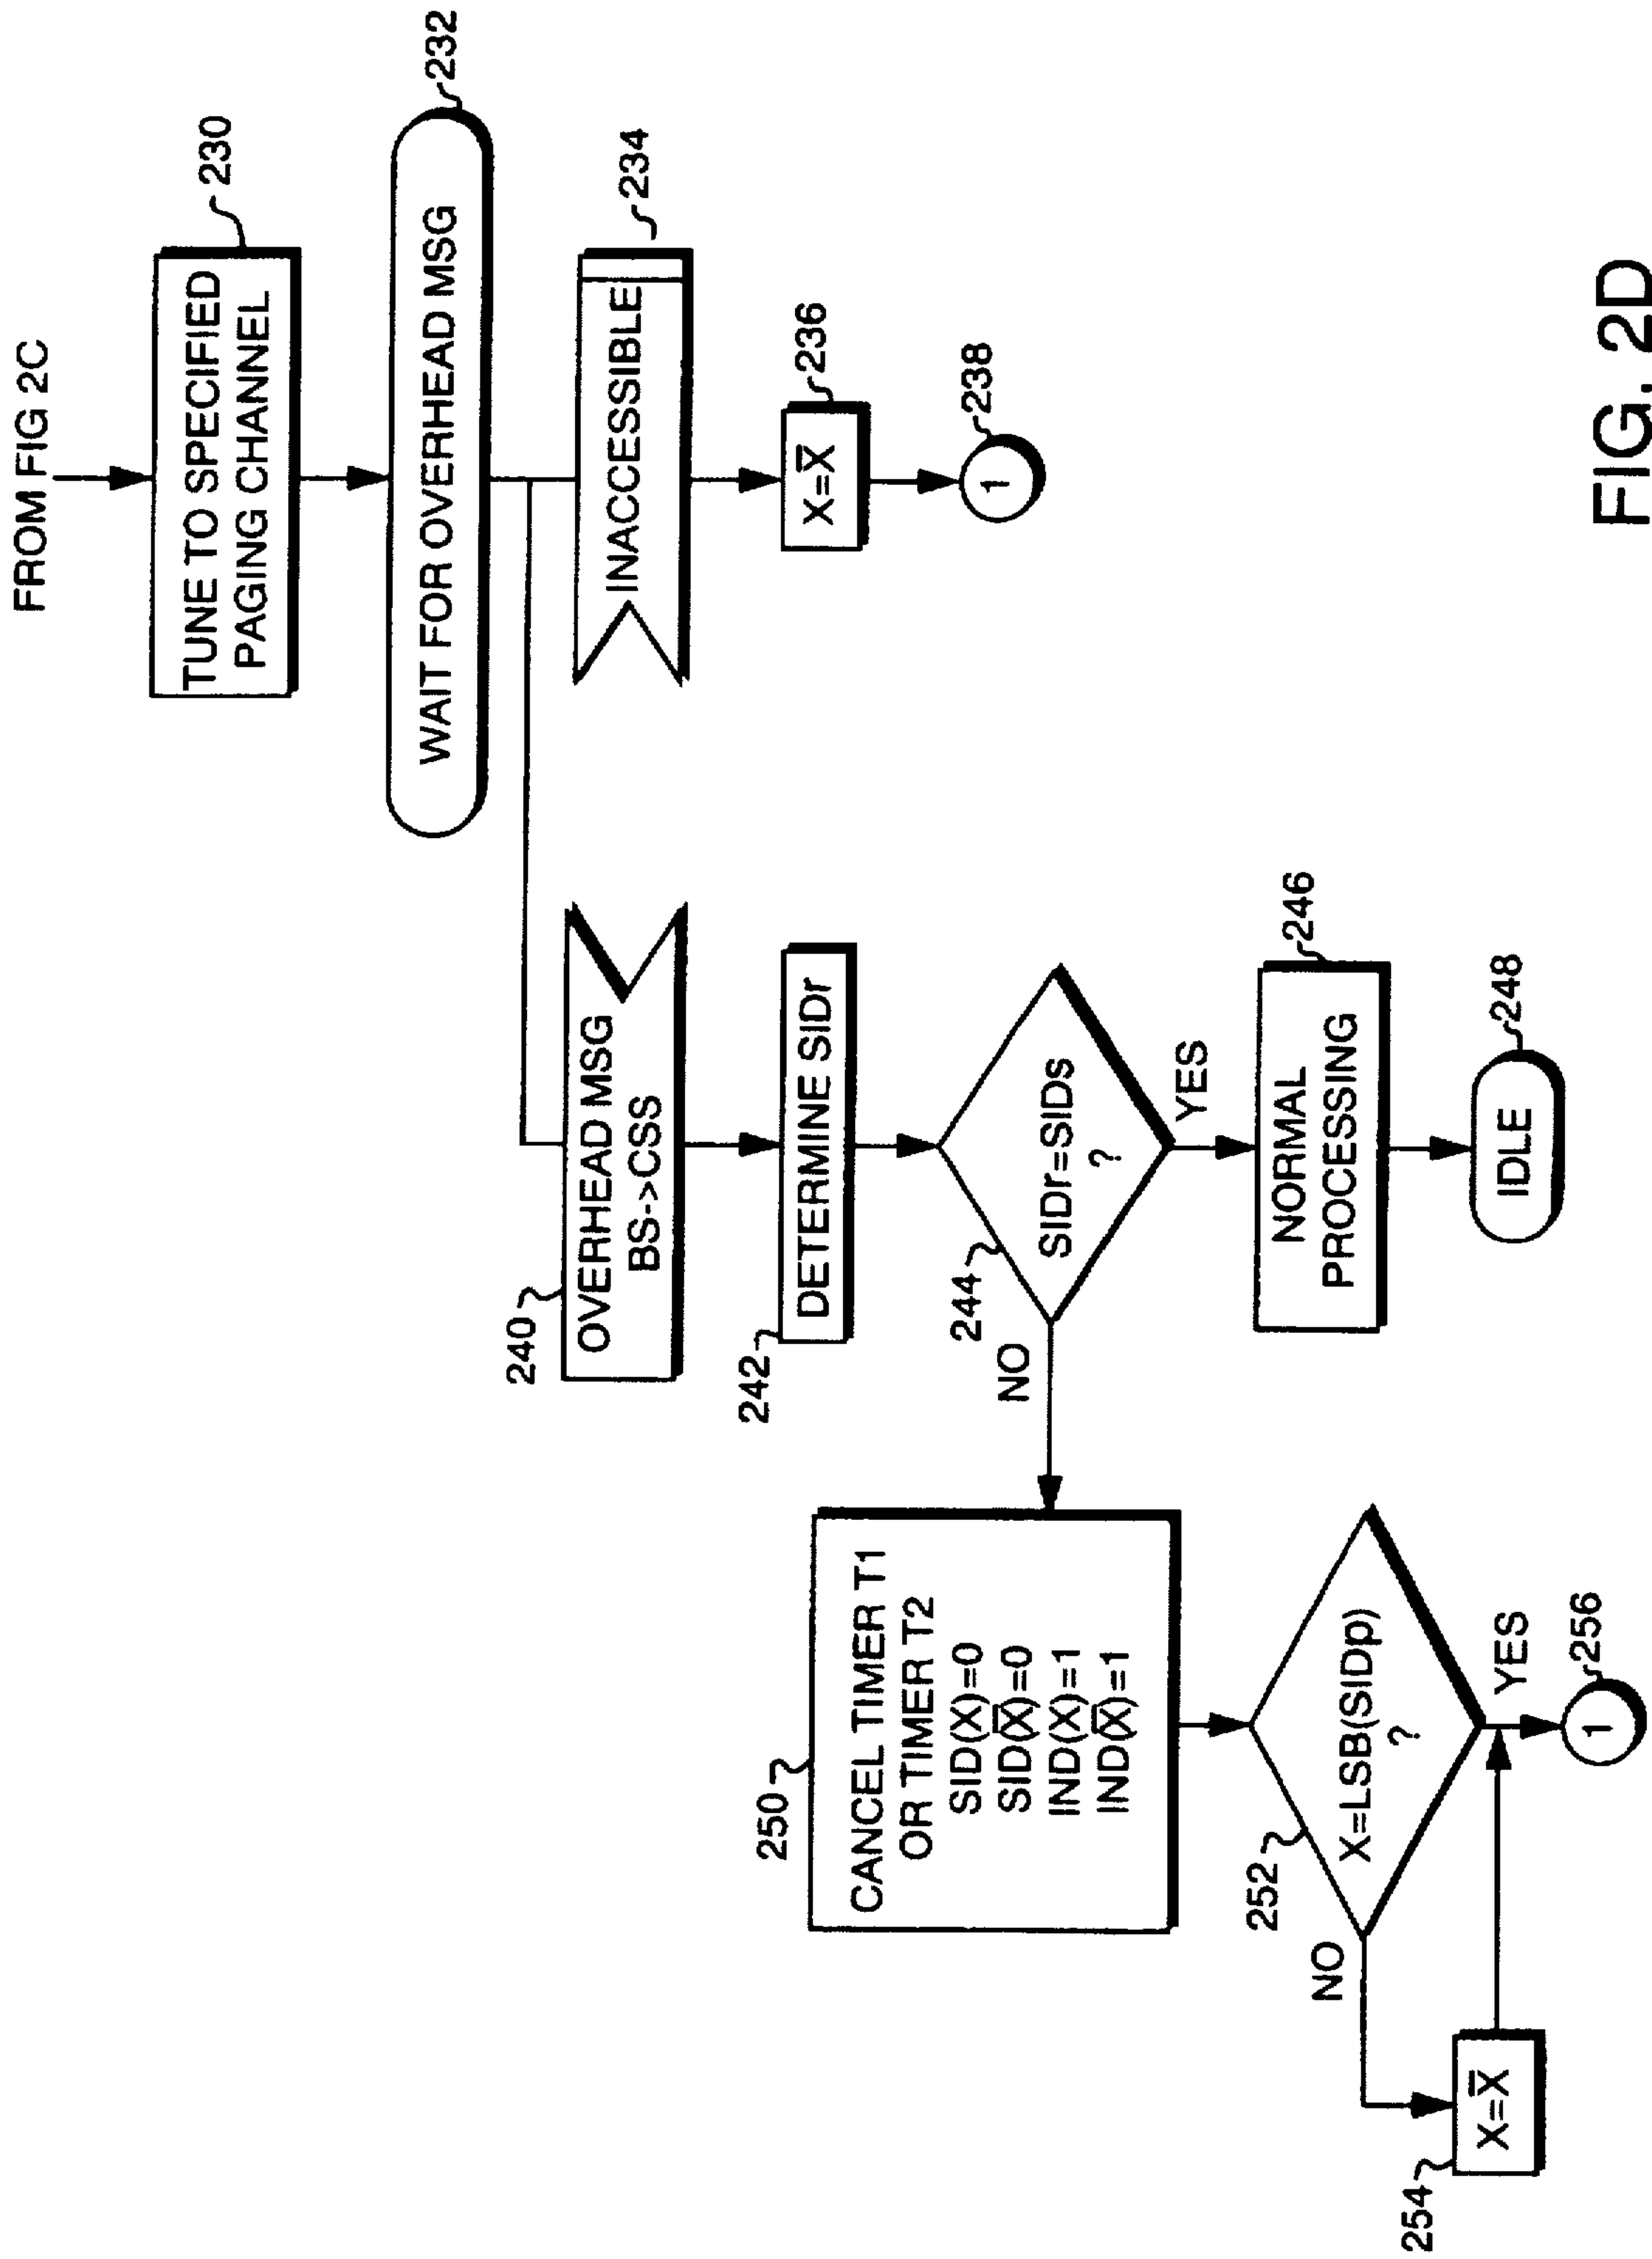 FROM FIG 2C
TUNE TO SPECIFIED
PAGING CHANNEL
230
WAIT FOR OVERHEAD MSG
232
INACCESSIBLE
234
X=X̅
236
1
238
240
OVERHEAD MSG
BS->CSS
242
DETERMINE SIDr
244
SIDr=SIDs
?
NO
YES
NORMAL
PROCESSING
246
IDLE
248
250
CANCEL TIMER T1
OR TIMER T2
SID(X)=0
SID(X̅)=0
IND(X)=1
IND(X̅)=1
252
X=LSB(SIDp)
?
NO
YES
254
X=X̅
1
256
FIG. 2D